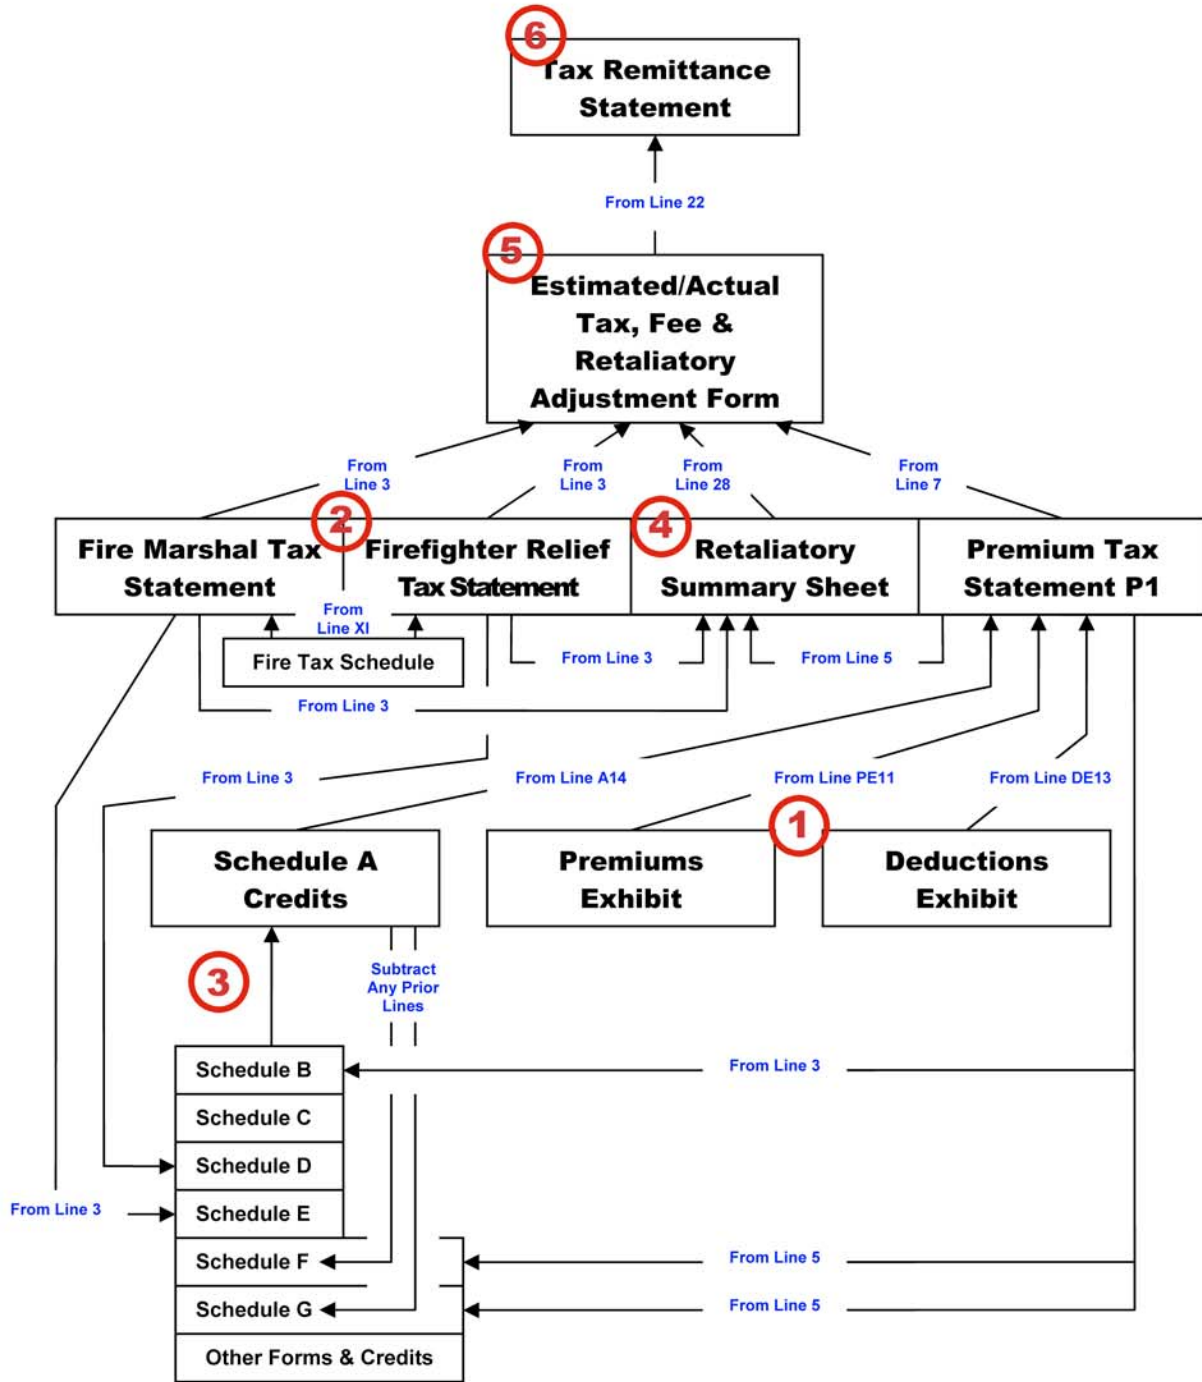 6
Tax Remittance
Statement
From Line 22
5
Estimated/Actual
Tax, Fee &
Retaliatory
Adjustment Form
From
Line 3
From
Line 3
From
Line 28
From
Line 7
2
4
Fire Marshal Tax
Statement
Firefighter Relief
Tax Statement
Retaliatory
Summary Sheet
Premium Tax
Statement P1
From
Line XI
Fire Tax Schedule
From Line 3
From Line 5
From Line 3
From Line 3
From Line A14
From Line PE11
From Line DE13
1
Schedule A
Credits
Premiums
Exhibit
Deductions
Exhibit
3
Subtract
Any Prior
Lines
Schedule B
From Line 3
Schedule C
Schedule D
From Line 3
Schedule E
Schedule F
From Line 5
Schedule G
From Line 5
Other Forms & Credits